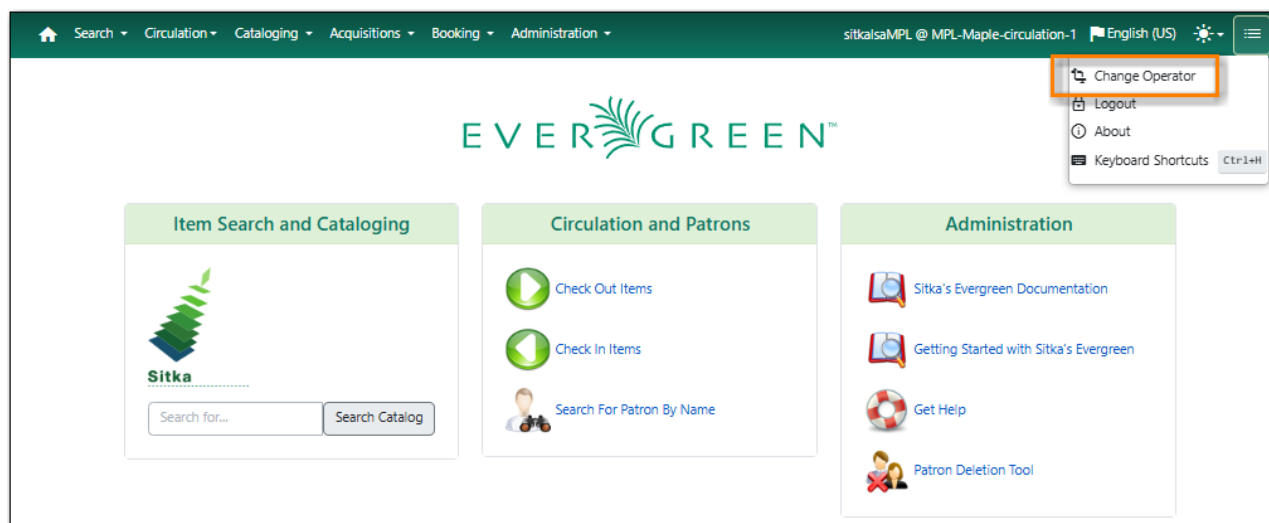 Search Circulation Cataloging Acquisitions Booking Administration sitkalsaMPL @ MPL-Maple-circulation-1 English (US)
Change Operator
Logout
About
Keyboard Shortcuts Ctrl+H
EVERGREEN™
Item Search and Cataloging
Sitka
Search for... Search Catalog
Circulation and Patrons
Check Out Items
Check In Items
Search For Patron By Name
Administration
Sitka's Evergreen Documentation
Getting Started with Sitka's Evergreen
Get Help
Patron Deletion Tool